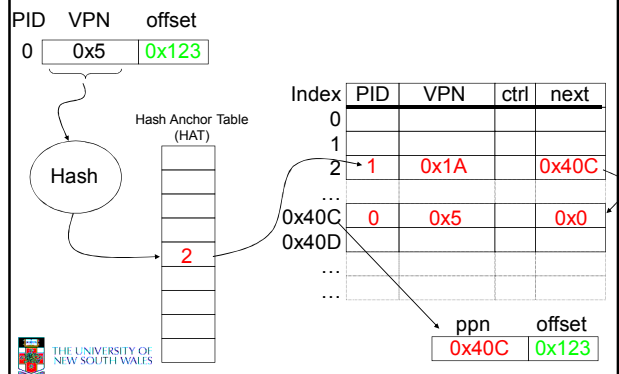 PID VPN offset
0 0x5 0x123
Index PID VPN ctrl next
0
1
2 1 0x1A 0x40C
...
0x40C 0 0x5 0x0
0x40D
...
...
Hash Anchor Table
(HAT)
Hash
2
ppn offset
0x40C 0x123
THE UNIVERSITY OF
NEW SOUTH WALES